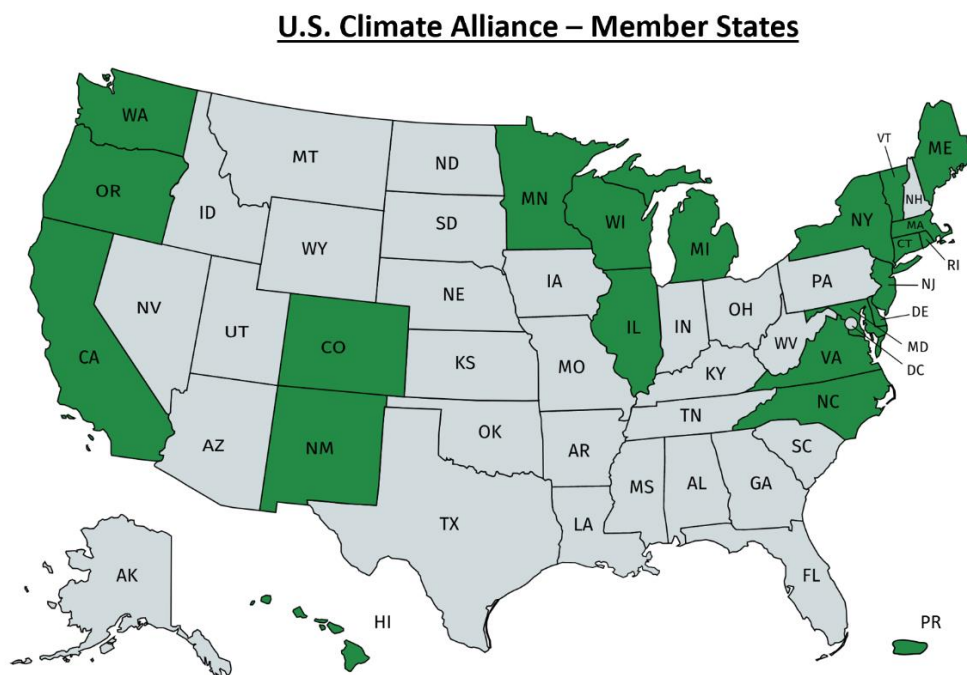 U.S. Climate Alliance – Member States
WA
MT
ND
MN
VT
ME
OR
ID
SD
WI
MI
NY
NH
MA
CT
RI
WY
IA
PA
NJ
NE
NV
UT
IL
IN
OH
DE
CA
CO
KS
MO
WV
VA
MD
DC
KY
NC
AZ
NM
OK
TN
AR
SC
MS
AL
GA
TX
LA
AK
FL
HI
PR